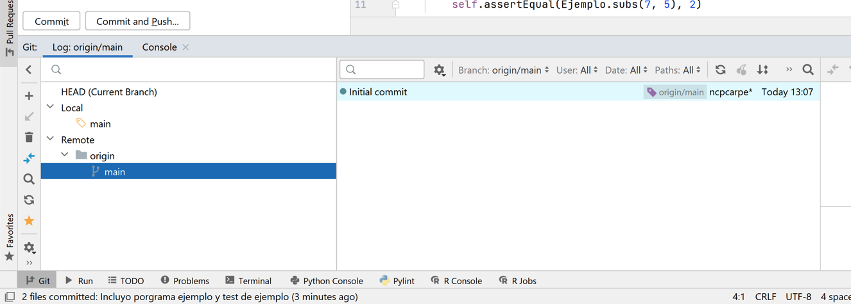 Pull Reques
Commit
Commit and Push...
11 self.assertEqual(Ejemplo.subs(7, 5), 2)
Git: Log: origin/main Console
HEAD (Current Branch)
Local
main
Remote
origin
main
Branch: origin/main User: All Date: All Paths: All
Initial commit origin/main ncpcarpe* Today 13:07
Favorites
Git Run TODO Problems Terminal Python Console Pylint R Console R Jobs
2 files committed: Incluyo porgrama ejemplo y test de ejemplo (3 minutes ago) 4:1 CRLF UTF-8 4 space